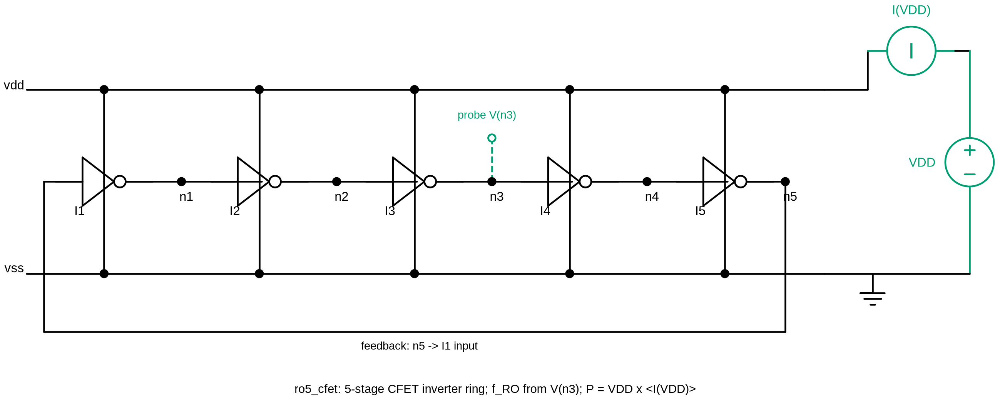 I(VDD)
I
vdd
probe V(n3)
VDD
n1
n2
n3
n4
n5
I1
I2
I3
I4
I5
vss
feedback: n5 -> I1 input
ro5_cfet: 5-stage CFET inverter ring; f_RO from V(n3); P = VDD x <I(VDD)>